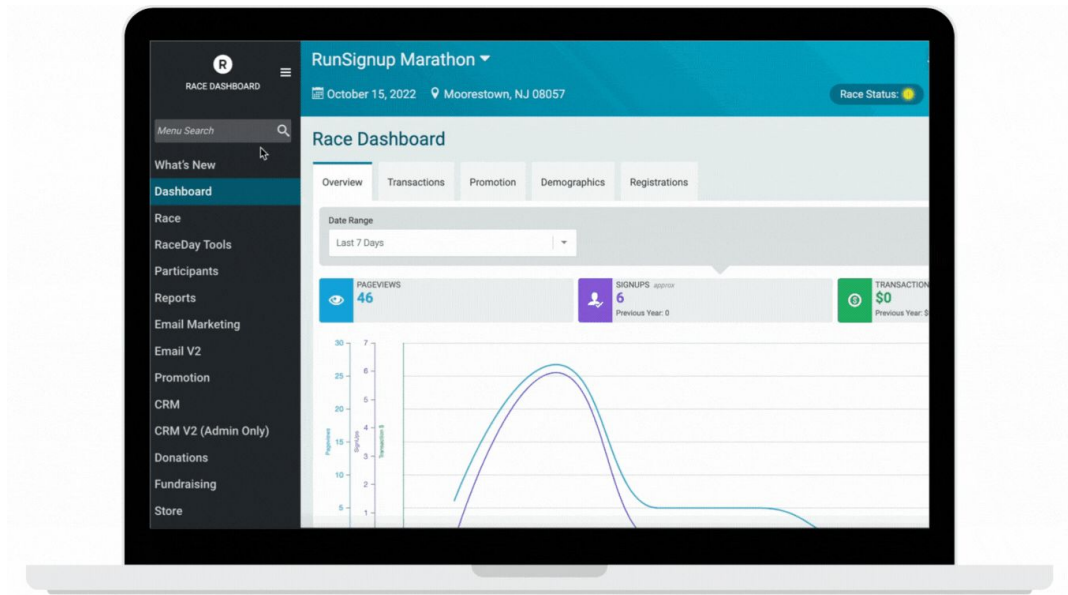 R
RACE DASHBOARD
Menu Search
What's New
Dashboard
Race
RaceDay Tools
Participants
Reports
Email Marketing
Email V2
Promotion
CRM
CRM V2 (Admin Only)
Donations
Fundraising
Store
RunSignup Marathon
October 15, 2022 Moorestown, NJ 08057
Race Status:
Race Dashboard
Overview Transactions Promotion Demographics Registrations
Date Range
Last 7 Days
PAGEVIEWS
46
SIGNUPS approx
6
Previous Year: 0
TRANSACTION
$0
Previous Year: $
30 7
6
25
5
20
4
15
3
10
2
5
1
Pageviews
SignUps
Transaction $